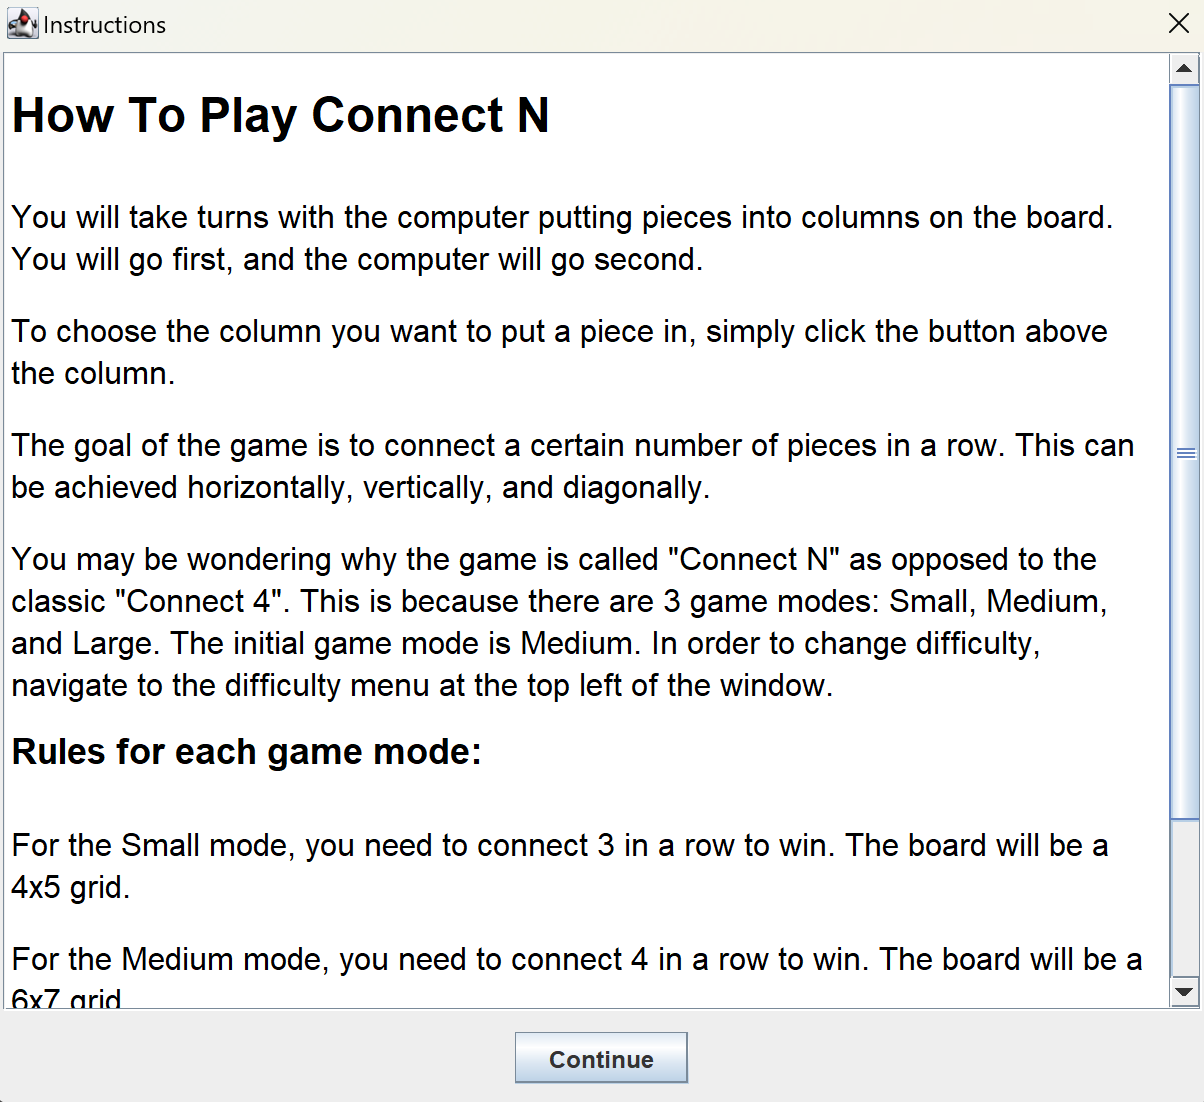 Instructions
How To Play Connect N
You will take turns with the computer putting pieces into columns on the board.
You will go first, and the computer will go second.
To choose the column you want to put a piece in, simply click the button above
the column.
The goal of the game is to connect a certain number of pieces in a row. This can
be achieved horizontally, vertically, and diagonally.
You may be wondering why the game is called "Connect N" as opposed to the
classic "Connect 4". This is because there are 3 game modes: Small, Medium,
and Large. The initial game mode is Medium. In order to change difficulty,
navigate to the difficulty menu at the top left of the window.
Rules for each game mode:
For the Small mode, you need to connect 3 in a row to win. The board will be a
4x5 grid.
For the Medium mode, you need to connect 4 in a row to win. The board will be a
6x7 grid
Continue